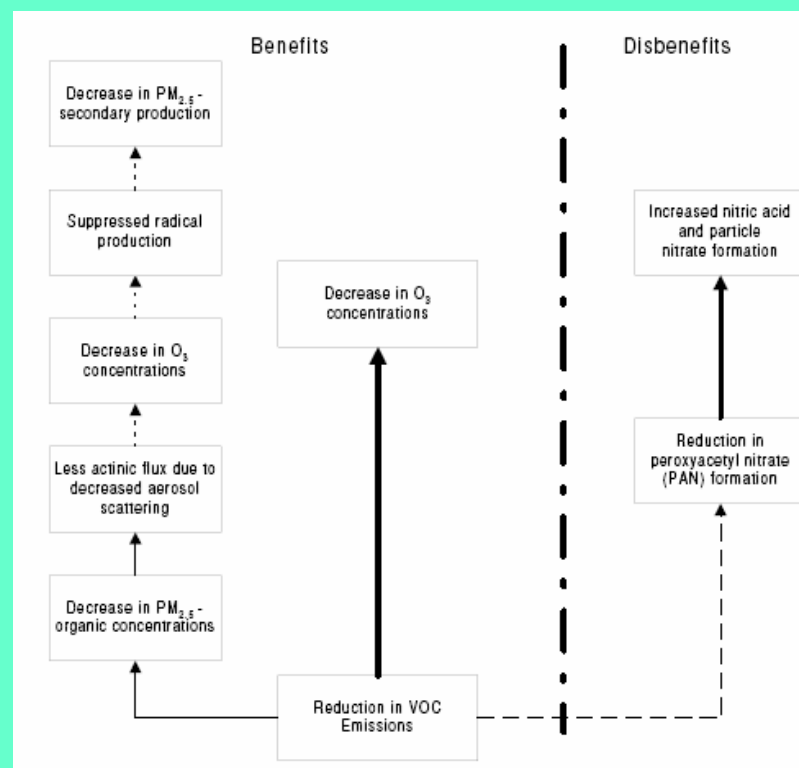 Benefits
Disbenefits
Decrease in PM2.5-
secondary production
Suppressed radical
production
Decrease in O3
concentrations
Less actinic flux due to
decreased aerosol
scattering
Decrease in PM2.5-
organic concentrations
Decrease in O3
concentrations
Reduction in VOC
Emissions
Increased nitric acid
and particle
nitrate formation
Reduction in
peroxyacetyl nitrate
(PAN) formation